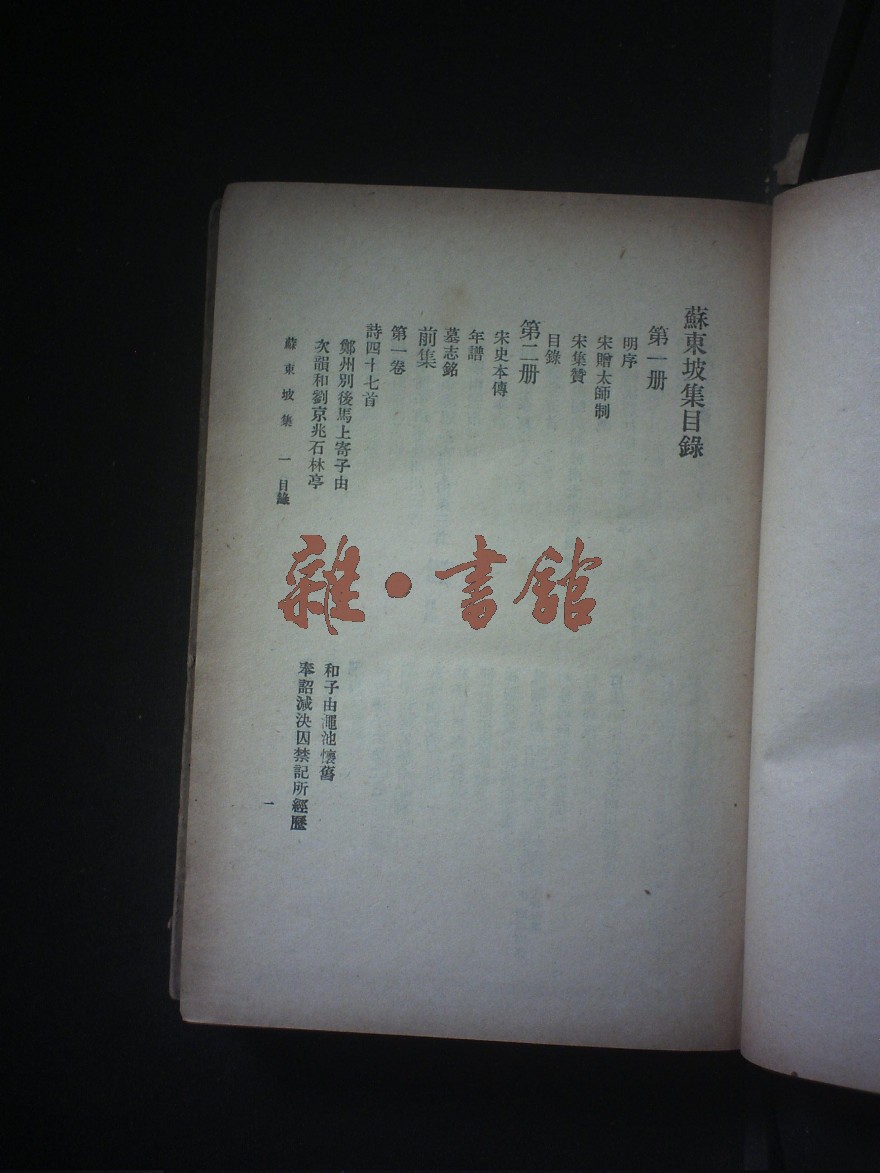 蘇東坡集目錄
第一册
明序
宋贈太師制
宋集贊
目錄
第二册
宋史本傳
年譜
墓志銘
前集
第一卷
詩四十七首
鄭州別後馬上寄子由
和子由澠池懷舊
次韻和劉京兆石林亭
奉詔減決囚禁記所經歷
蘇東坡集 一 目錄
一
雜·書館